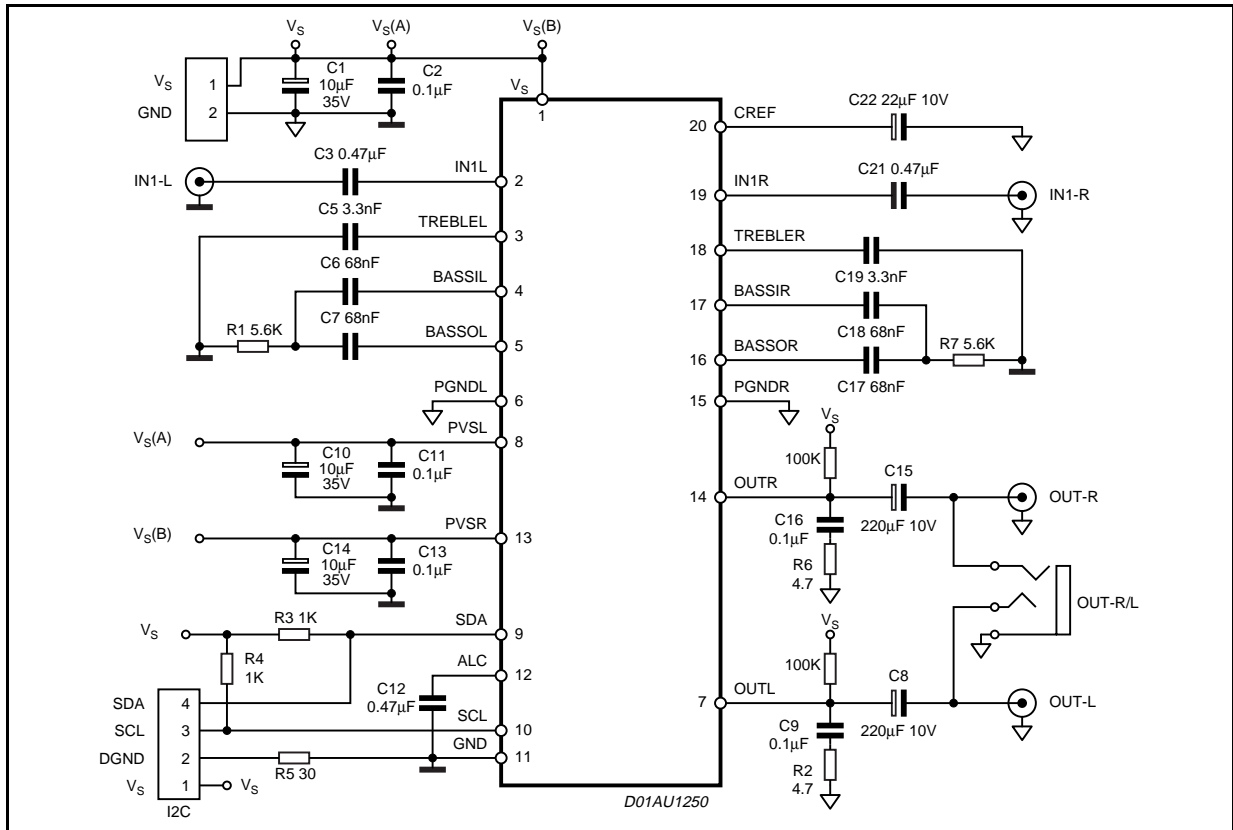 VS
VS(A)
VS(B)
VS
1
GND
2
C1
10µF
35V
C2
0.1µF
VS
1
C3 0.47µF
IN1-L
IN1L
2
C5 3.3nF
TREBLEL
3
C6 68nF
BASSIL
4
C7 68nF
R1 5.6K
BASSOL
5
PGNDL
6
VS(A)
PVSL
8
C10
10µF
35V
C11
0.1µF
VS(B)
PVSR
13
C14
10µF
35V
C13
0.1µF
VS
R3 1K
SDA
9
R4
1K
ALC
12
C12
0.47µF
SDA
4
SCL
3
SCL
10
DGND
2
R5 30
GND
11
VS
1
VS
I2C
C22 22µF 10V
CREF
20
C21 0.47µF
IN1R
19
IN1-R
TREBLER
18
C19 3.3nF
BASSIR
17
C18 68nF
BASSOR
16
R7 5.6K
C17 68nF
PGNDR
15
VS
100K
C15
OUTR
14
OUT-R
C16
0.1µF
220µF 10V
R6
4.7
OUT-R/L
VS
100K
C8
OUTL
7
OUT-L
C9
0.1µF
220µF 10V
R2
4.7
D01AU1250